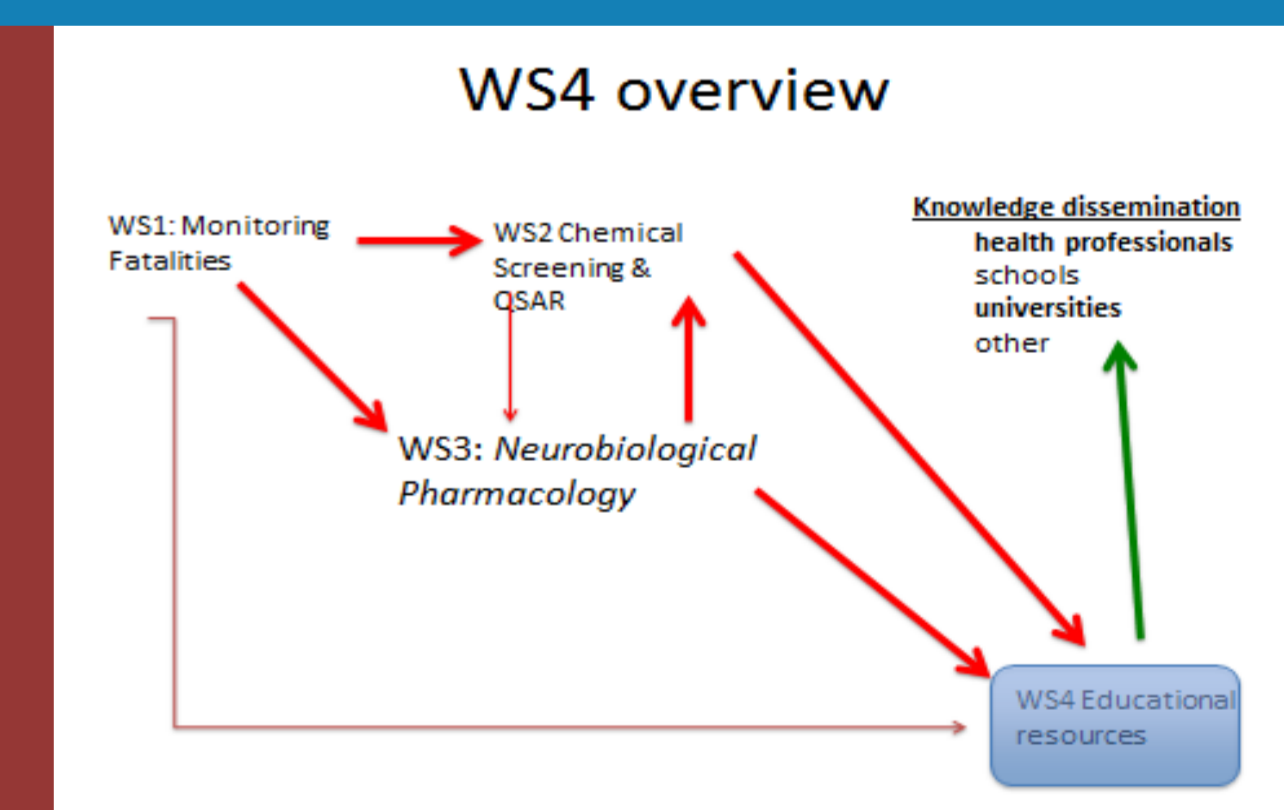 WS4 overview
WS1: Monitoring
Fatalities
WS2 Chemical
Screening &
QSAR
Knowledge dissemination
health professionals
schools
universities
other
WS3: Neurobiological
Pharmacology
WS4 Educational
resources